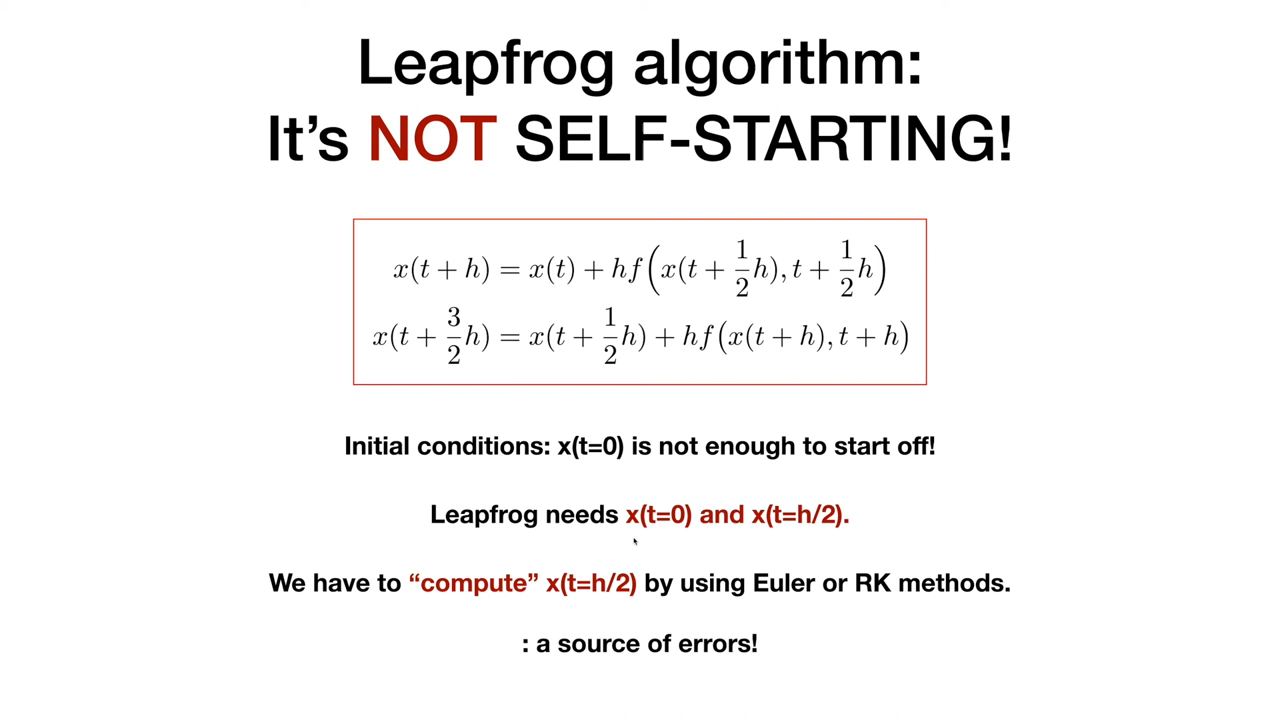 Leapfrog algorithm:
It’s NOT SELF-STARTING!
x(t + h) = x(t) + hf(x(t + 1/2 h), t + 1/2 h)
x(t + 3/2 h) = x(t + 1/2 h) + hf(x(t + h), t + h)
Initial conditions: x(t=0) is not enough to start off!
Leapfrog needs x(t=0) and x(t=h/2).
We have to “compute” x(t=h/2) by using Euler or RK methods.
: a source of errors!